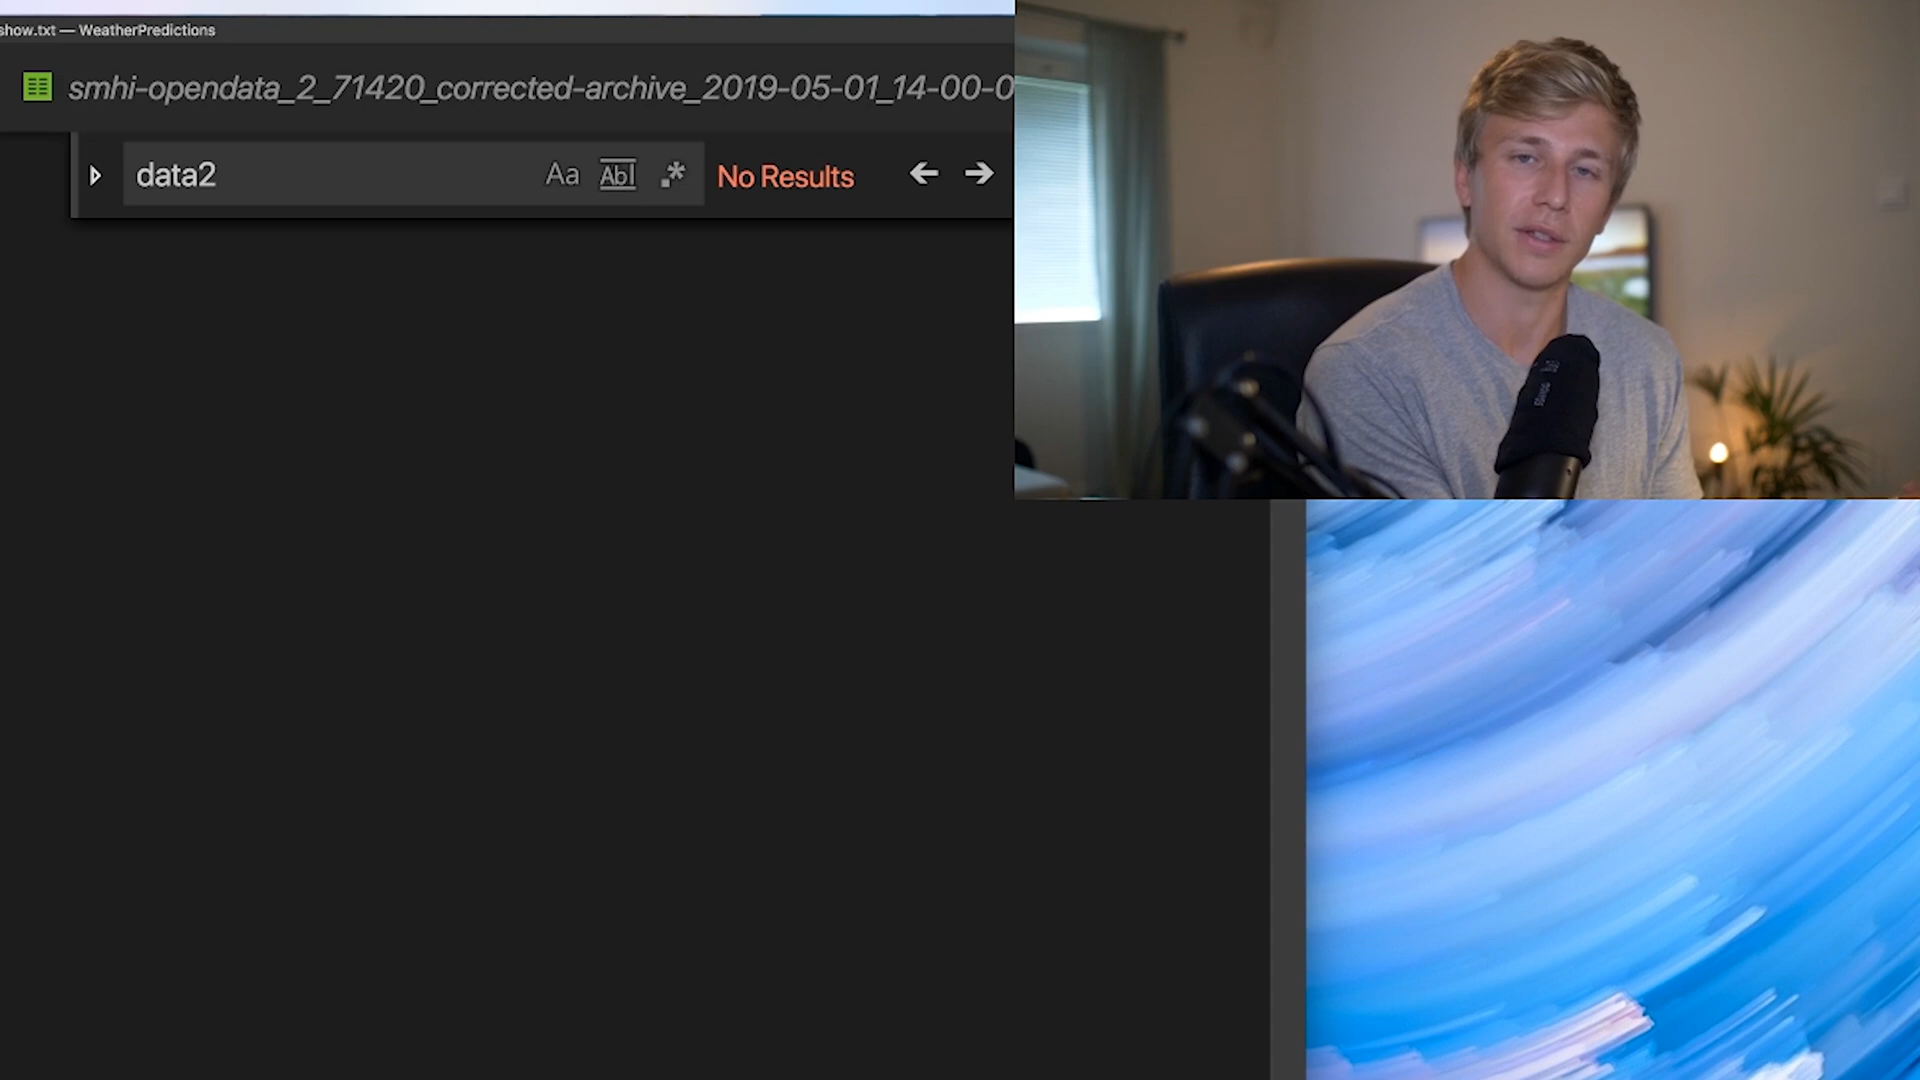 show.txt — WeatherPredictions
smhi-opendata_2_71420_corrected-archive_2019-05-01_14-00-0
data2 Aa Abl .* No Results